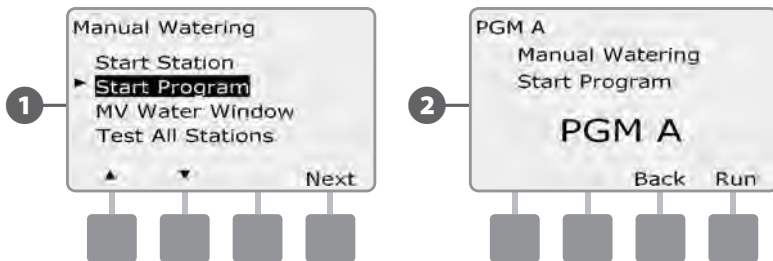 1
Manual Watering
Start Station
► Start Program
MV Water Window
Test All Stations
▲ ▼ Next
2
PGM A
Manual Watering
Start Program
PGM A
Back Run